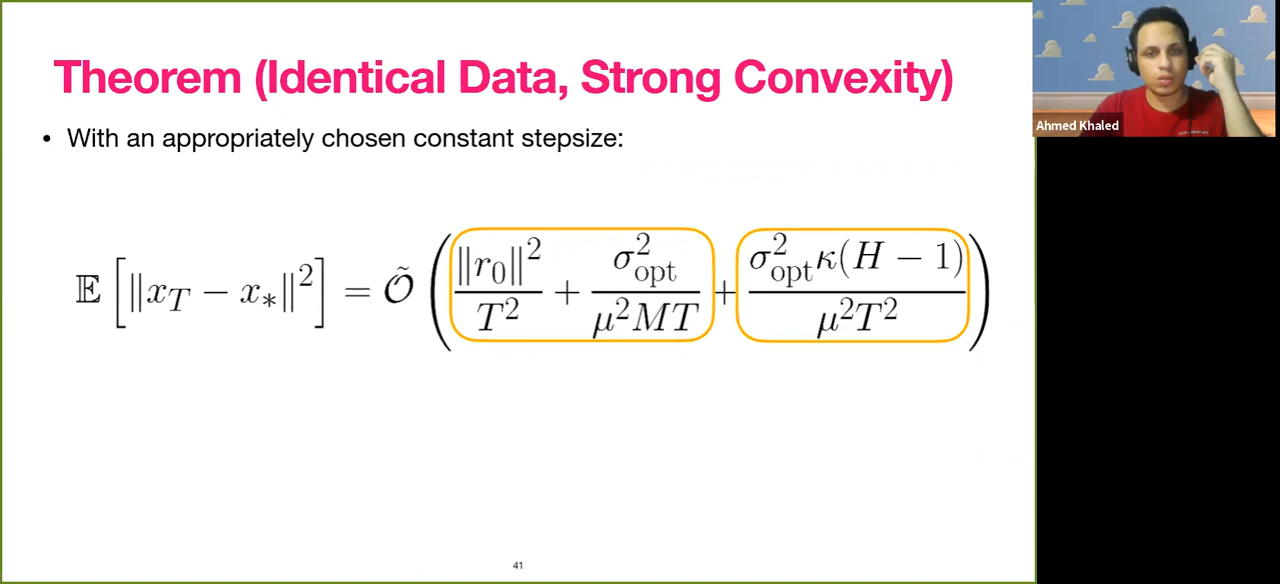 Theorem (Identical Data, Strong Convexity)
• With an appropriately chosen constant stepsize:
𝔼[‖x_T − x_*‖²] = Õ(‖r_0‖²/T² + σ²_opt/(μ²MT) + σ²_opt κ(H − 1)/(μ²T²))
41
Ahmed Khaled